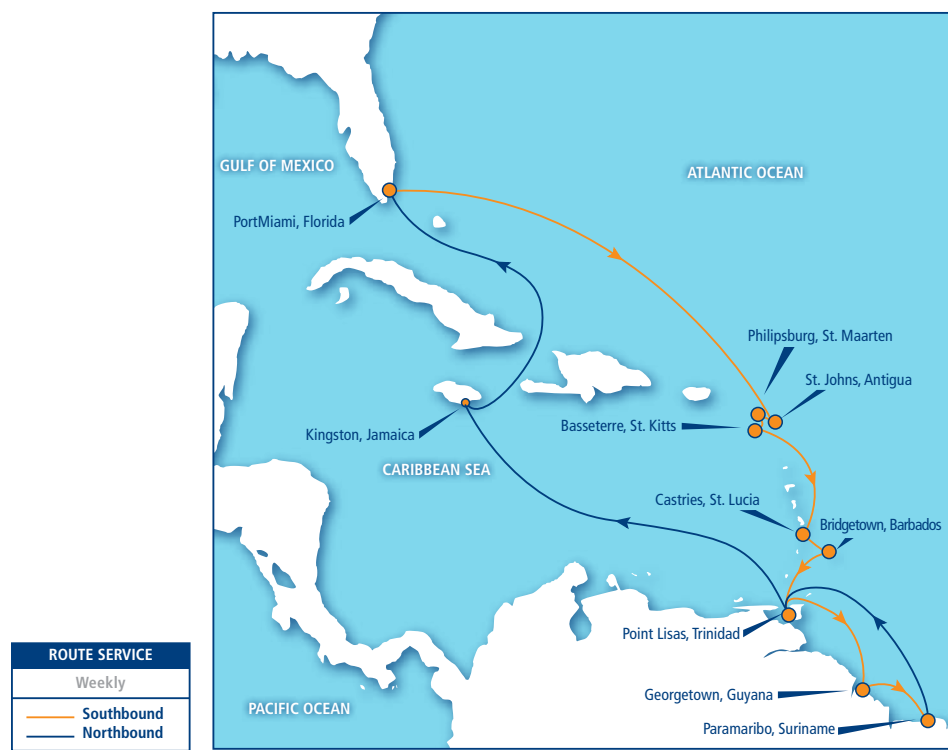 GULF OF MEXICO
ATLANTIC OCEAN
PortMiami, Florida
Philipsburg, St. Maarten
St. Johns, Antigua
Basseterre, St. Kitts
Kingston, Jamaica
CARIBBEAN SEA
Castries, St. Lucia
Bridgetown, Barbados
Point Lisas, Trinidad
Georgetown, Guyana
PACIFIC OCEAN
Paramaribo, Suriname
ROUTE SERVICE
Weekly
Southbound
Northbound